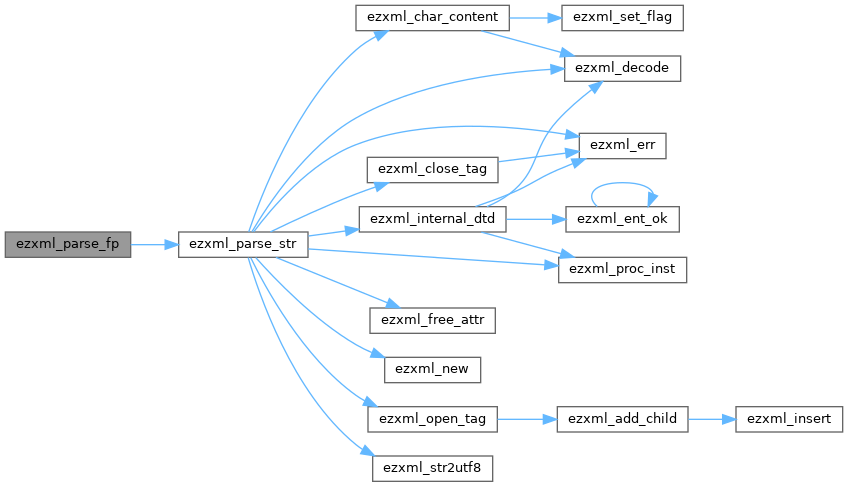 ezxml_char_content
ezxml_set_flag
ezxml_decode
ezxml_err
ezxml_close_tag
ezxml_internal_dtd
ezxml_ent_ok
ezxml_parse_fp
ezxml_parse_str
ezxml_proc_inst
ezxml_free_attr
ezxml_new
ezxml_open_tag
ezxml_add_child
ezxml_insert
ezxml_str2utf8